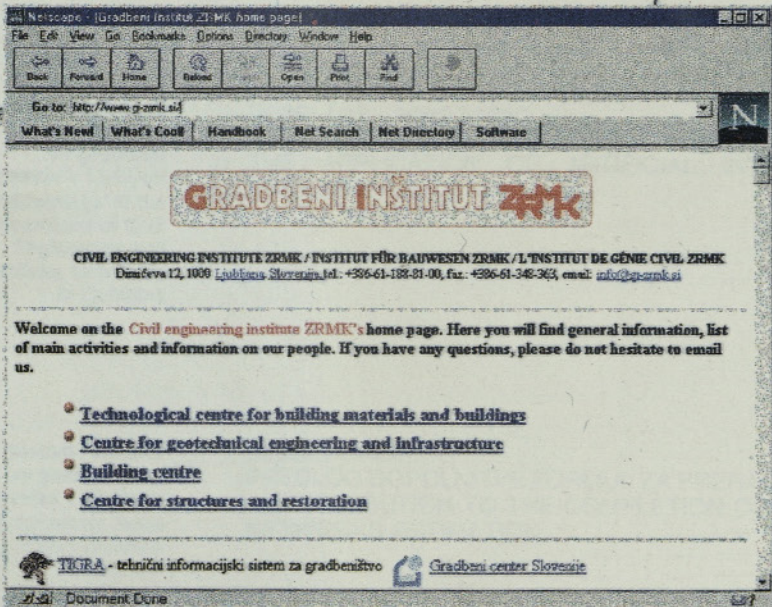 Netscape - [Gradbeni Institut ZRMK home page]
File Edit View Go Bookmarks Options Directory Window Help
Back Forward Home Reload Open Print Find
Go to: http://www.gi-zrmk.si/
What's New! What's Cool! Handbook Net Search Net Directory Software
N
GRADBENI INŠTITUT ZRMK
CIVIL ENGINEERING INSTITUTE ZRMK / INSTITUT FÜR BAUWESEN ZRMK / L'INSTITUT DE GÉNIE CIVIL ZRMK
Dimičeva 12, 1000 Ljubljana, Slovenija, tel.: +386-61-188-81-00, fax.: +386-61-348-363, email: info@gi-zrmk.si
Welcome on the Civil engineering institute ZRMK's home page. Here you will find general information, list
of main activities and information on our people. If you have any questions, please do not hesitate to email
us.
Technological centre for building materials and buildings
Centre for geotechnical engineering and infrastructure
Building centre
Centre for structures and restoration
TIGRA - tehnični informacijski sistem za gradbeništvo Gradbeni center Slovenije
Document Done